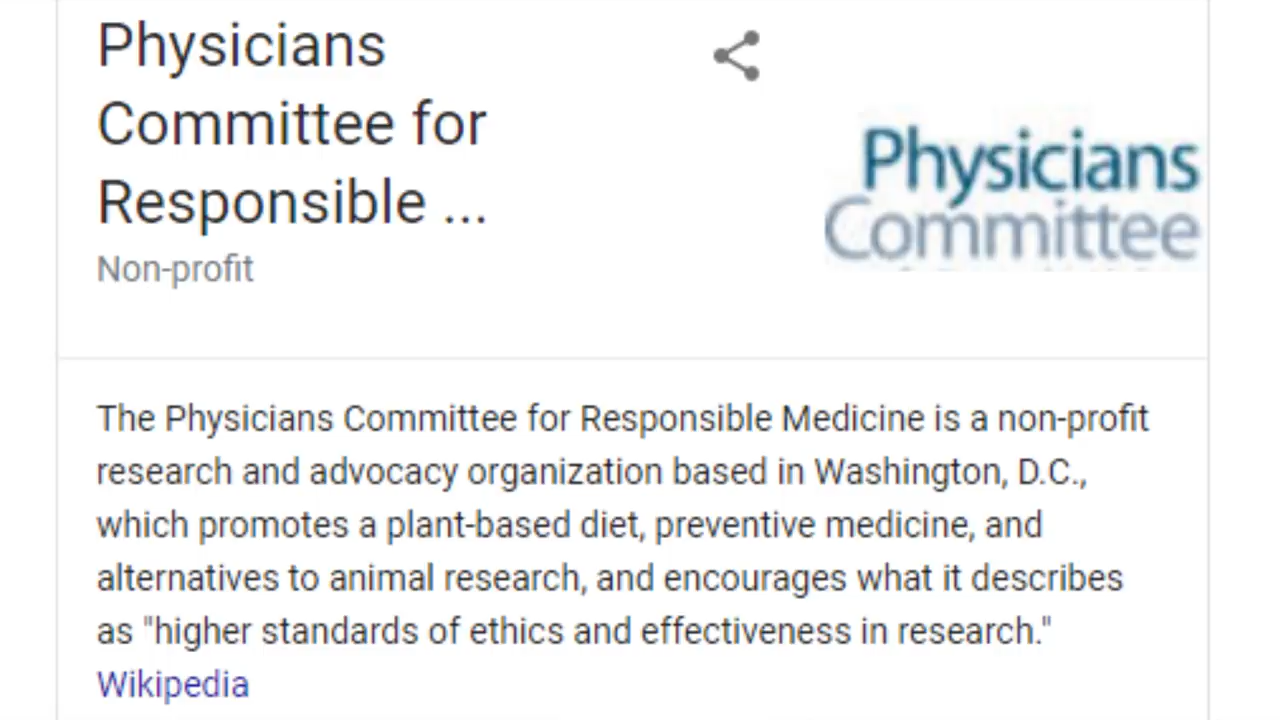 Physicians
Committee for
Responsible ...
Non-profit
Physicians
Committee
The Physicians Committee for Responsible Medicine is a non-profit
research and advocacy organization based in Washington, D.C.,
which promotes a plant-based diet, preventive medicine, and
alternatives to animal research, and encourages what it describes
as "higher standards of ethics and effectiveness in research."
Wikipedia